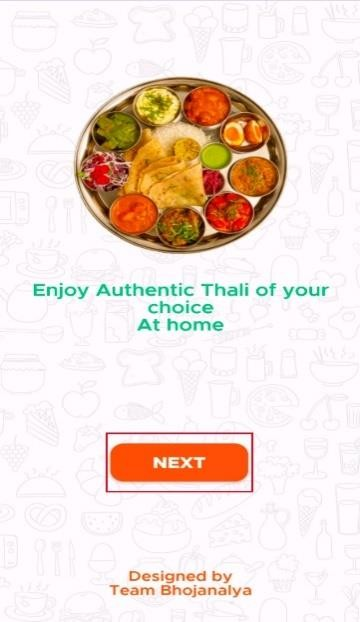 Enjoy Authentic Thali of your
choice
At home
NEXT
Designed by
Team Bhojanalya